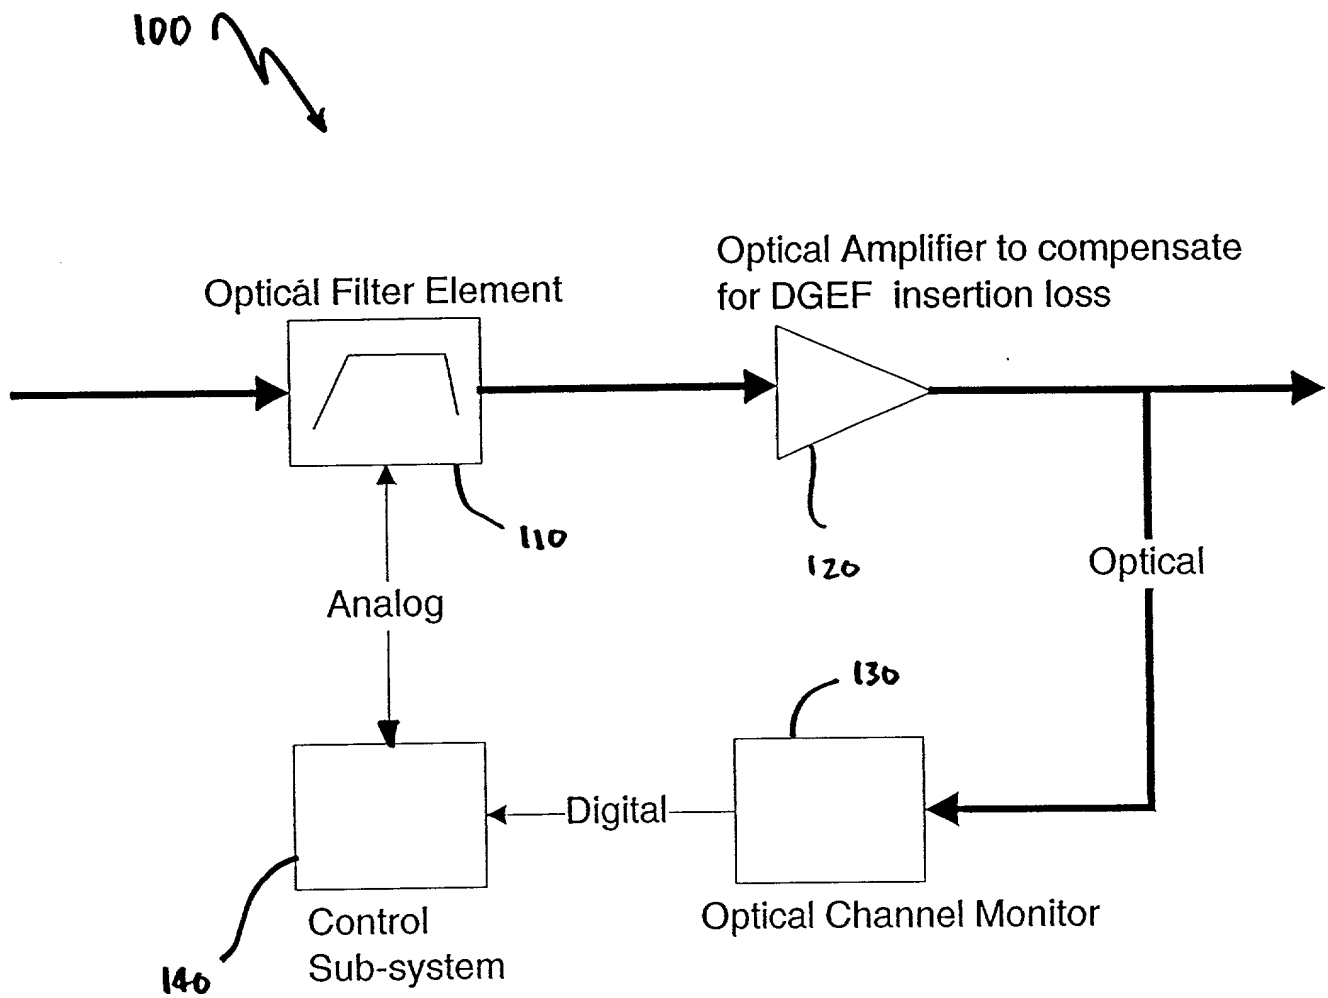 100
Optical Amplifier to compensate
for DGEF insertion loss
Optical Filter Element
110
120
Optical
Analog
130
Digital
Optical Channel Monitor
Control
Sub-system
140